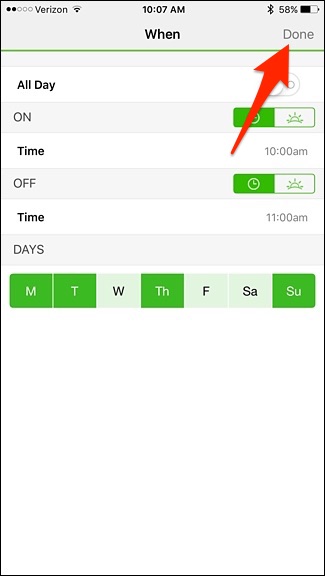 Verizon 10:07 AM 58%
When Done
All Day
ON
Time 10:00am
OFF
Time 11:00am
DAYS
M T W Th F Sa Su